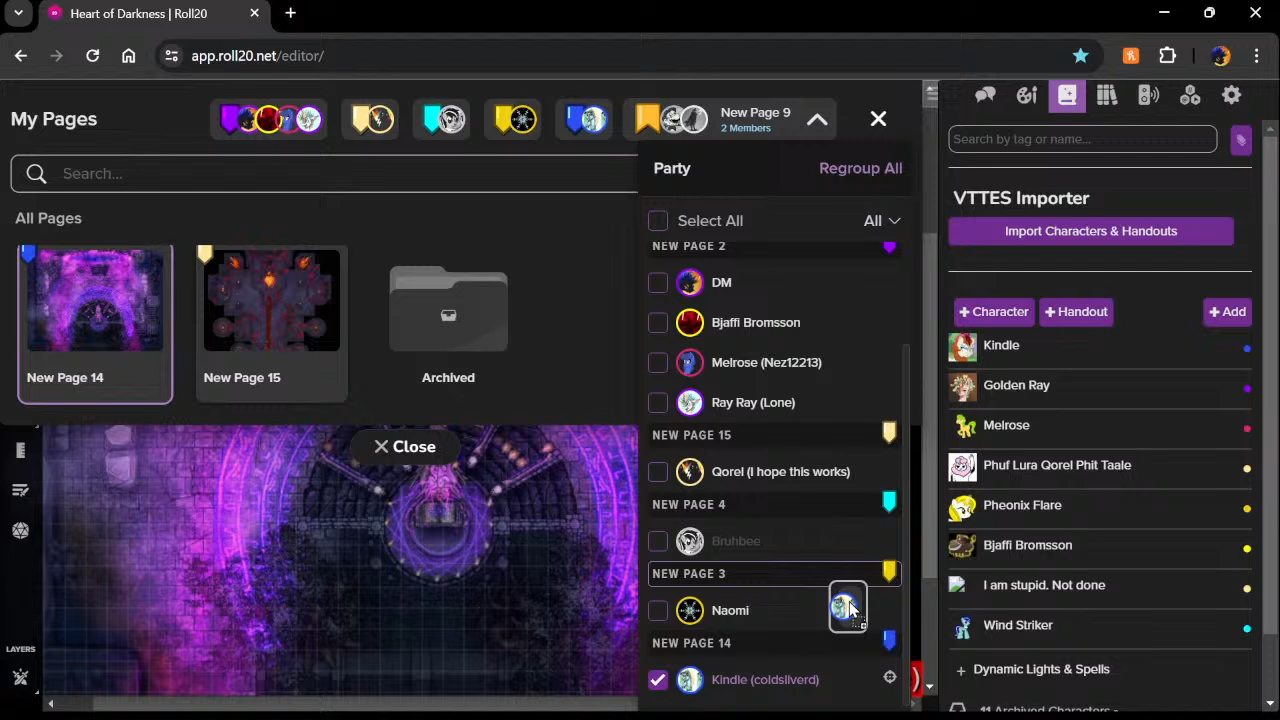 Heart of Darkness | Roll20
app.roll20.net/editor/
My Pages
New Page 9
2 Members
Search...
All Pages
New Page 14
New Page 15
Archived
Close
Party
Regroup All
Select All
All
NEW PAGE 2
DM
Bjaffi Bromsson
Melrose (Nez12213)
Ray Ray (Lone)
NEW PAGE 15
Qorel (I hope this works)
NEW PAGE 4
Bruhbee
NEW PAGE 3
Naomi
NEW PAGE 14
Kindle (coldsilverd)
LAYERS
Search by tag or name...
VTTES Importer
Import Characters & Handouts
+ Character
+ Handout
+ Add
Kindle
Golden Ray
Melrose
Phuf Lura Qorel Phit Taale
Pheonix Flare
Bjaffi Bromsson
I am stupid. Not done
Wind Striker
+ Dynamic Lights & Spells
11 Archived Characters -